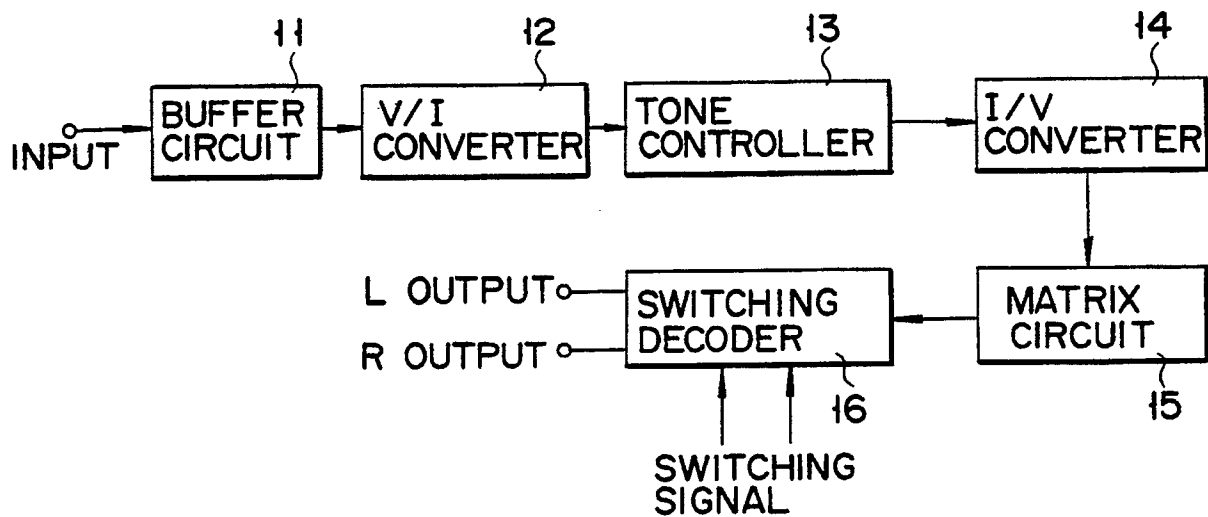 11
12
13
14
INPUT
BUFFER
CIRCUIT
V/I
CONVERTER
TONE
CONTROLLER
I/V
CONVERTER
L OUTPUT
R OUTPUT
SWITCHING
DECODER
MATRIX
CIRCUIT
16
15
SWITCHING
SIGNAL